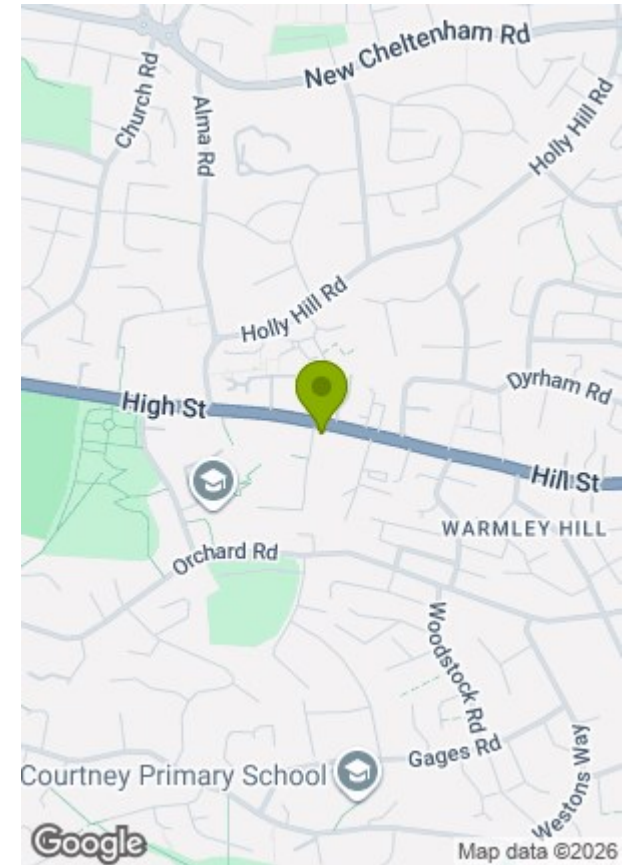 New Cheltenham Rd
Church Rd
Alma Rd
Holly Hill Rd
Holly Hill Rd
Dyrham Rd
High St
Hill St
WARMLEY HILL
Orchard Rd
Woodstock Rd
Gages Rd
Courtney Primary School
Westons Way
Google
Map data ©2026